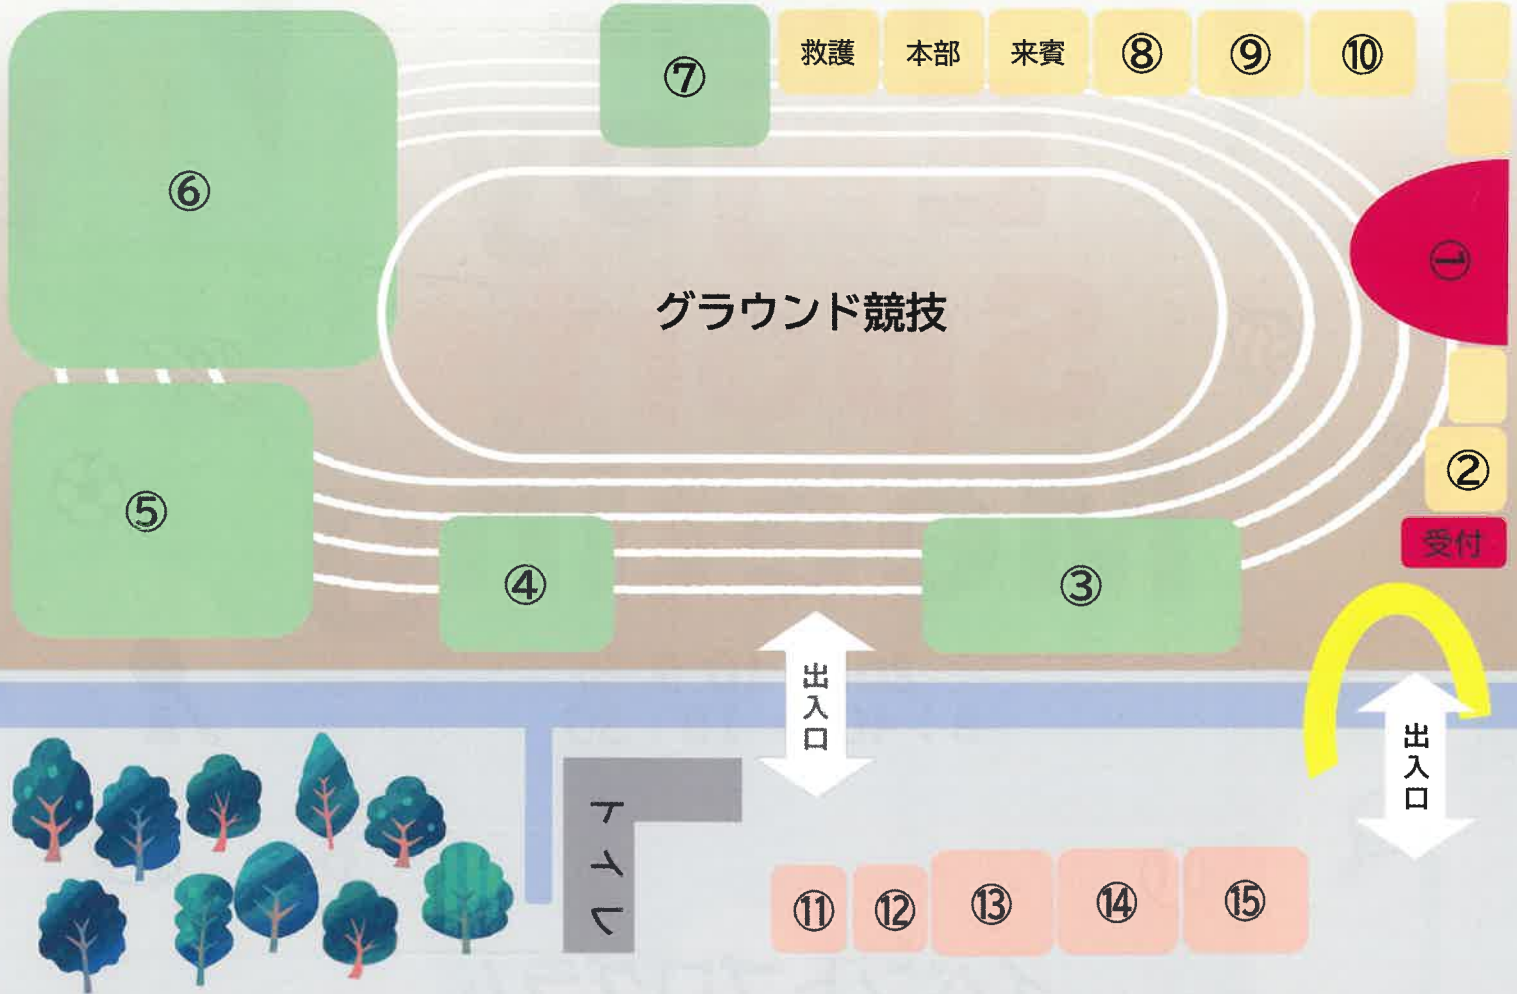 ⑦
救護
本部
来賓
⑧
⑨
⑩
⑥
①
グラウンド競技
②
⑤
受付
④
③
出入口
出入口
トイレ
⑪
⑫
⑬
⑭
⑮